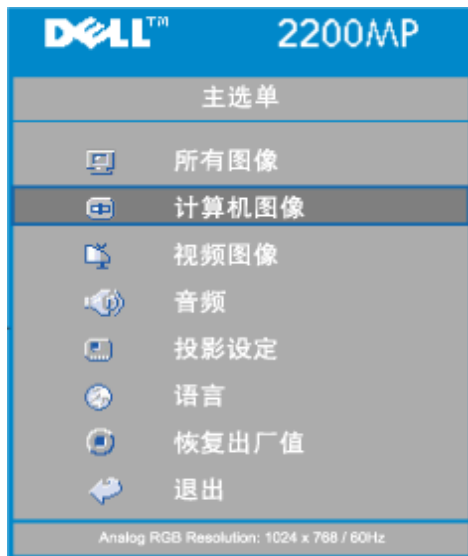 DELL™ 2200MP
主选单
所有图像
计算机图像
视频图像
音频
投影设定
语言
恢复出厂值
退出
Analog RGB Resolution: 1024 x 768 / 60Hz